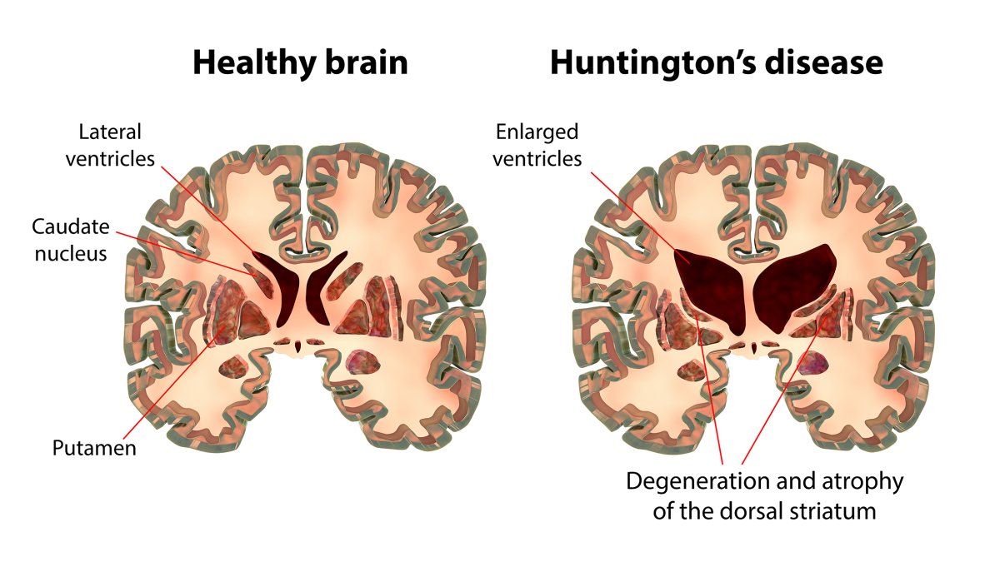 Healthy brain
Lateral
ventricles
Caudate
nucleus
Putamen
Huntington’s disease
Enlarged
ventricles
Degeneration and atrophy
of the dorsal striatum